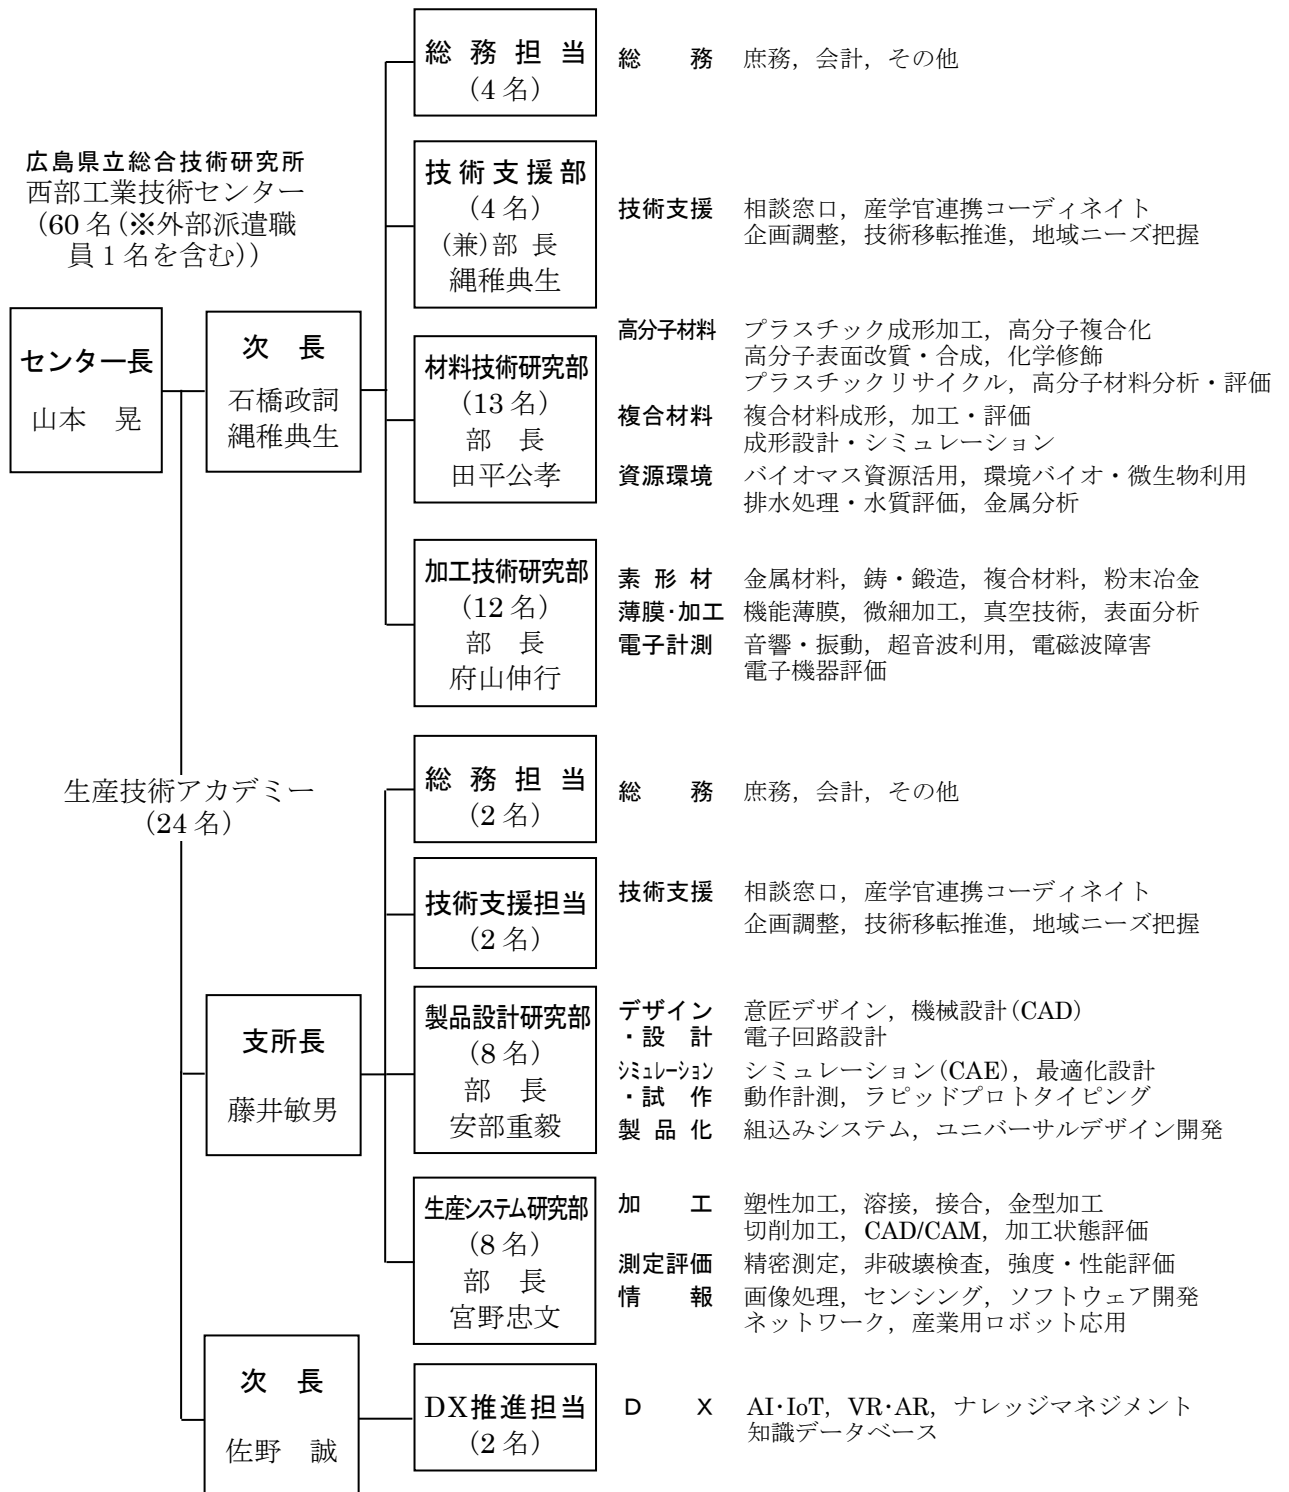 広島県立総合技術研究所
西部工業技術センター
(60名(※外部派遣職
員1名を含む))
センター長
山本　晃
次　長
石橋政詞
縄稚典生
総務担当
(4名)
総　務　庶務，会計，その他
技術支援部
(4名)
(兼)部 長
縄稚典生
技術支援　相談窓口，産学官連携コーディネイト
企画調整，技術移転推進，地域ニーズ把握
材料技術研究部
(13名)
部　長
田平公孝
高分子材料　プラスチック成形加工，高分子複合化
高分子表面改質・合成，化学修飾
プラスチックリサイクル，高分子材料分析・評価
複合材料　複合材料成形，加工・評価
成形設計・シミュレーション
資源環境　バイオマス資源活用，環境バイオ・微生物利用
排水処理・水質評価，金属分析
加工技術研究部
(12名)
部　長
府山伸行
素形材　金属材料，鋳・鍛造，複合材料，粉末冶金
薄膜・加工　機能薄膜，微細加工，真空技術，表面分析
電子計測　音響・振動，超音波利用，電磁波障害
電子機器評価
生産技術アカデミー
(24名)
支所長
藤井敏男
総務担当
(2名)
総　務　庶務，会計，その他
技術支援担当
(2名)
技術支援　相談窓口，産学官連携コーディネイト
企画調整，技術移転推進，地域ニーズ把握
製品設計研究部
(8名)
部　長
安部重毅
デザイン　意匠デザイン，機械設計(CAD)
・設　計　電子回路設計
ｼﾐｭﾚｰｼｮﾝ　シミュレーション(CAE)，最適化設計
・試　作　動作計測，ラピッドプロトタイピング
製品化　組込みシステム，ユニバーサルデザイン開発
生産ｼｽﾃﾑ研究部
(8名)
部　長
宮野忠文
加　工　塑性加工，溶接，接合，金型加工
切削加工，CAD/CAM，加工状態評価
測定評価　精密測定，非破壊検査，強度・性能評価
情　報　画像処理，センシング，ソフトウェア開発
ネットワーク，産業用ロボット応用
次　長
佐野　誠
DX推進担当
(2名)
D　X　AI・IoT，VR・AR，ナレッジマネジメント
知識データベース